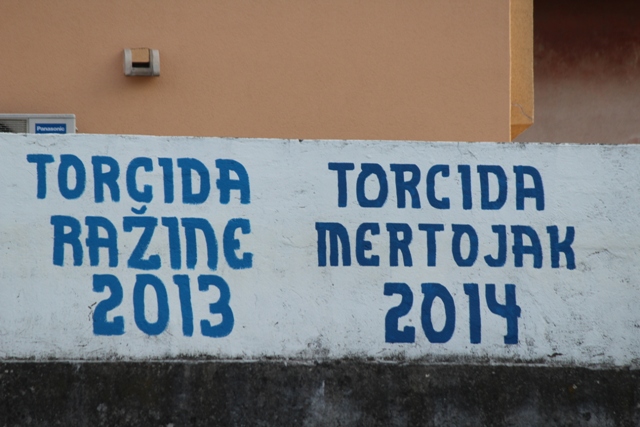 Panasonic
TORCIDA
RAŽINE
2013
TORCIDA
MERTOJAK
2014